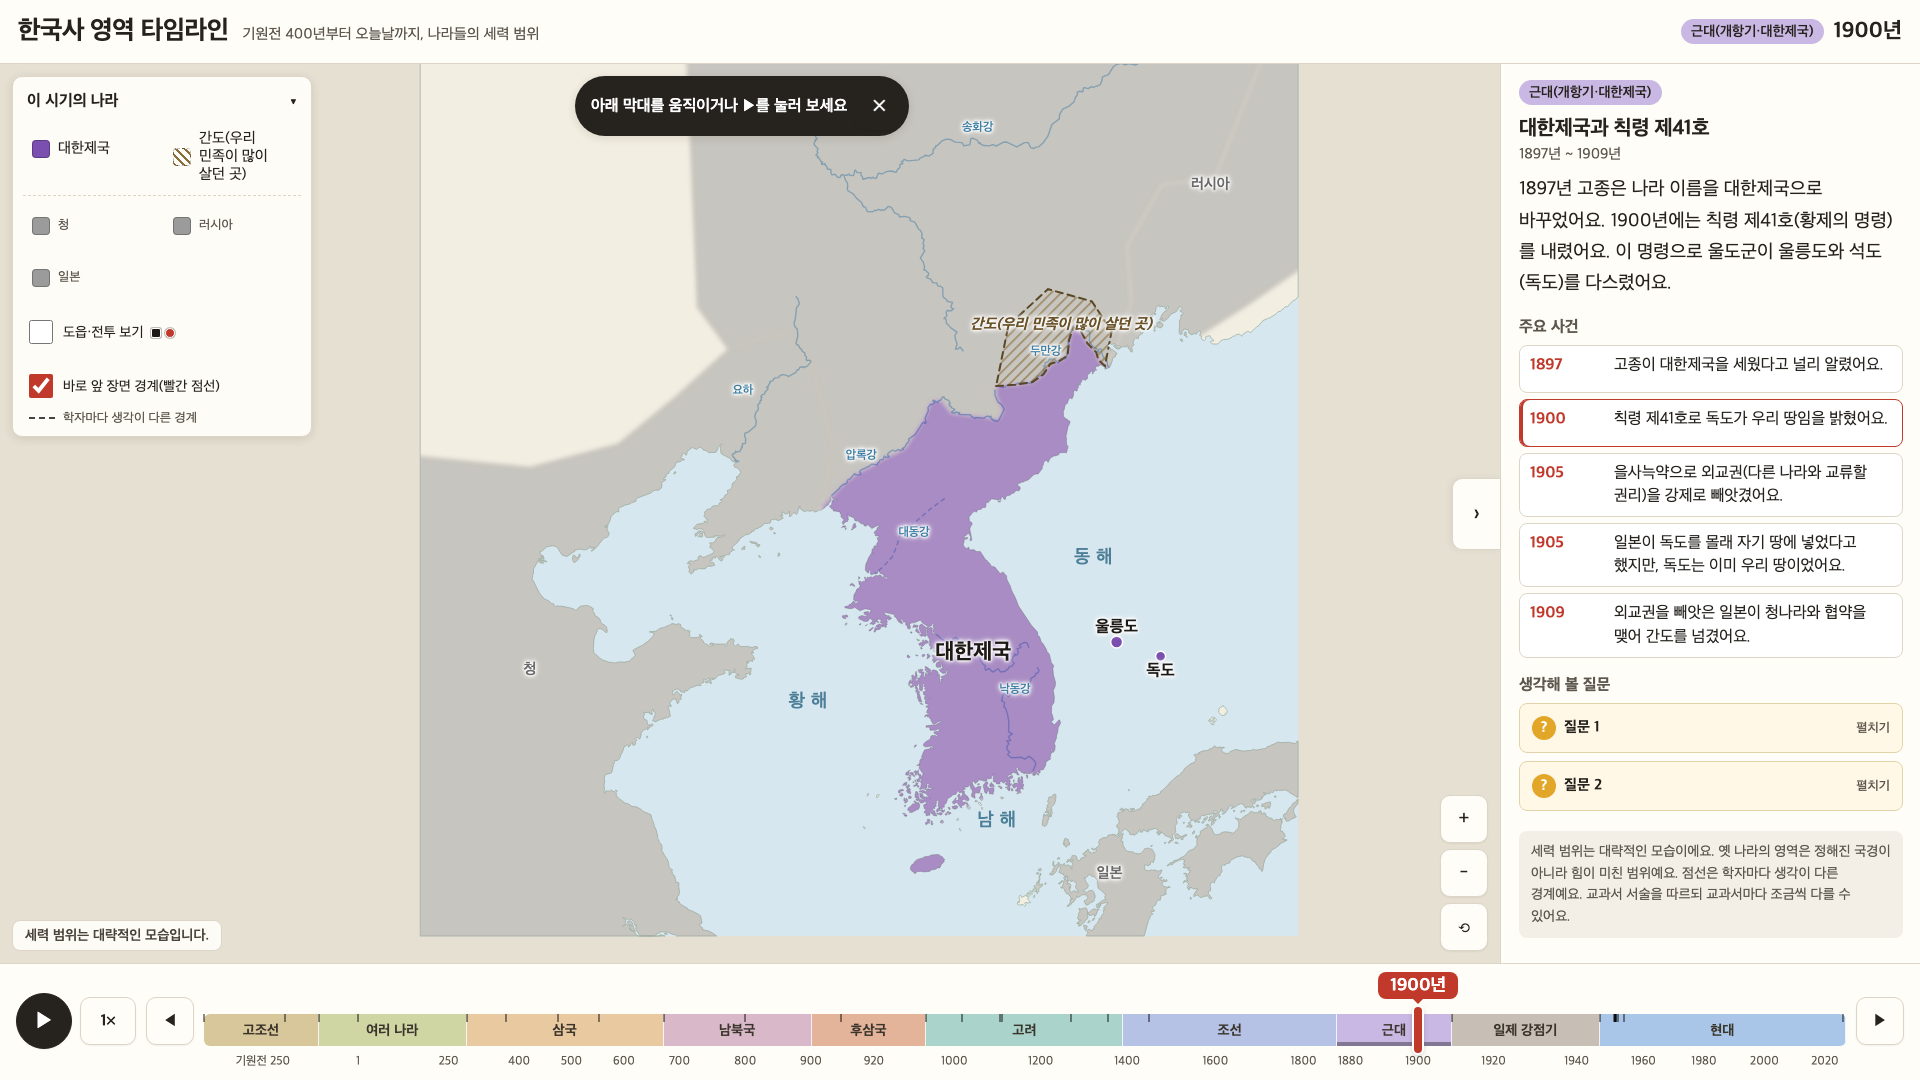 한국사 영역 타임라인
기원전 400년부터 오늘날까지, 나라들의 세력 범위
근대(개항기·대한제국)
1900년
이 시기의 나라
▼
대한제국
간도(우리
민족이 많이
살던 곳)
청
러시아
일본
도읍·전투 보기
바로 앞 장면 경계(빨간 점선)
학자마다 생각이 다른 경계
아래 막대를 움직이거나 ▶를 눌러 보세요 ✕
송화강
러시아
간도(우리 민족이 많이 살던 곳)
두만강
요하
압록강
대동강
동 해
울릉도
독도
대한제국
낙동강
청
황 해
남 해
일본
세력 범위는 대략적인 모습입니다.
›
+
−
⟲
근대(개항기·대한제국)
대한제국과 칙령 제41호
1897년 ~ 1909년
1897년 고종은 나라 이름을 대한제국으로
바꾸었어요. 1900년에는 칙령 제41호(황제의 명령)
를 내렸어요. 이 명령으로 울도군이 울릉도와 석도
(독도)를 다스렸어요.
주요 사건
1897 고종이 대한제국을 세웠다고 널리 알렸어요.
1900 칙령 제41호로 독도가 우리 땅임을 밝혔어요.
1905 을사늑약으로 외교권(다른 나라와 교류할
권리)을 강제로 빼앗겼어요.
1905 일본이 독도를 몰래 자기 땅에 넣었다고
했지만, 독도는 이미 우리 땅이었어요.
1909 외교권을 빼앗은 일본이 청나라와 협약을
맺어 간도를 넘겼어요.
생각해 볼 질문
? 질문 1 펼치기
? 질문 2 펼치기
세력 범위는 대략적인 모습이에요. 옛 나라의 영역은 정해진 국경이
아니라 힘이 미친 범위예요. 점선은 학자마다 생각이 다른
경계예요. 교과서 서술을 따르되 교과서마다 조금씩 다를 수
있어요.
1900년
▶ 1× ◀
고조선 여러 나라 삼국 남북국 후삼국 고려 조선 근대 일제 강점기 현대
▶
기원전 250 1 250 400 500 600 700 800 900 920 1000 1200 1400 1600 1800 1880 1900 1920 1940 1960 1980 2000 2020